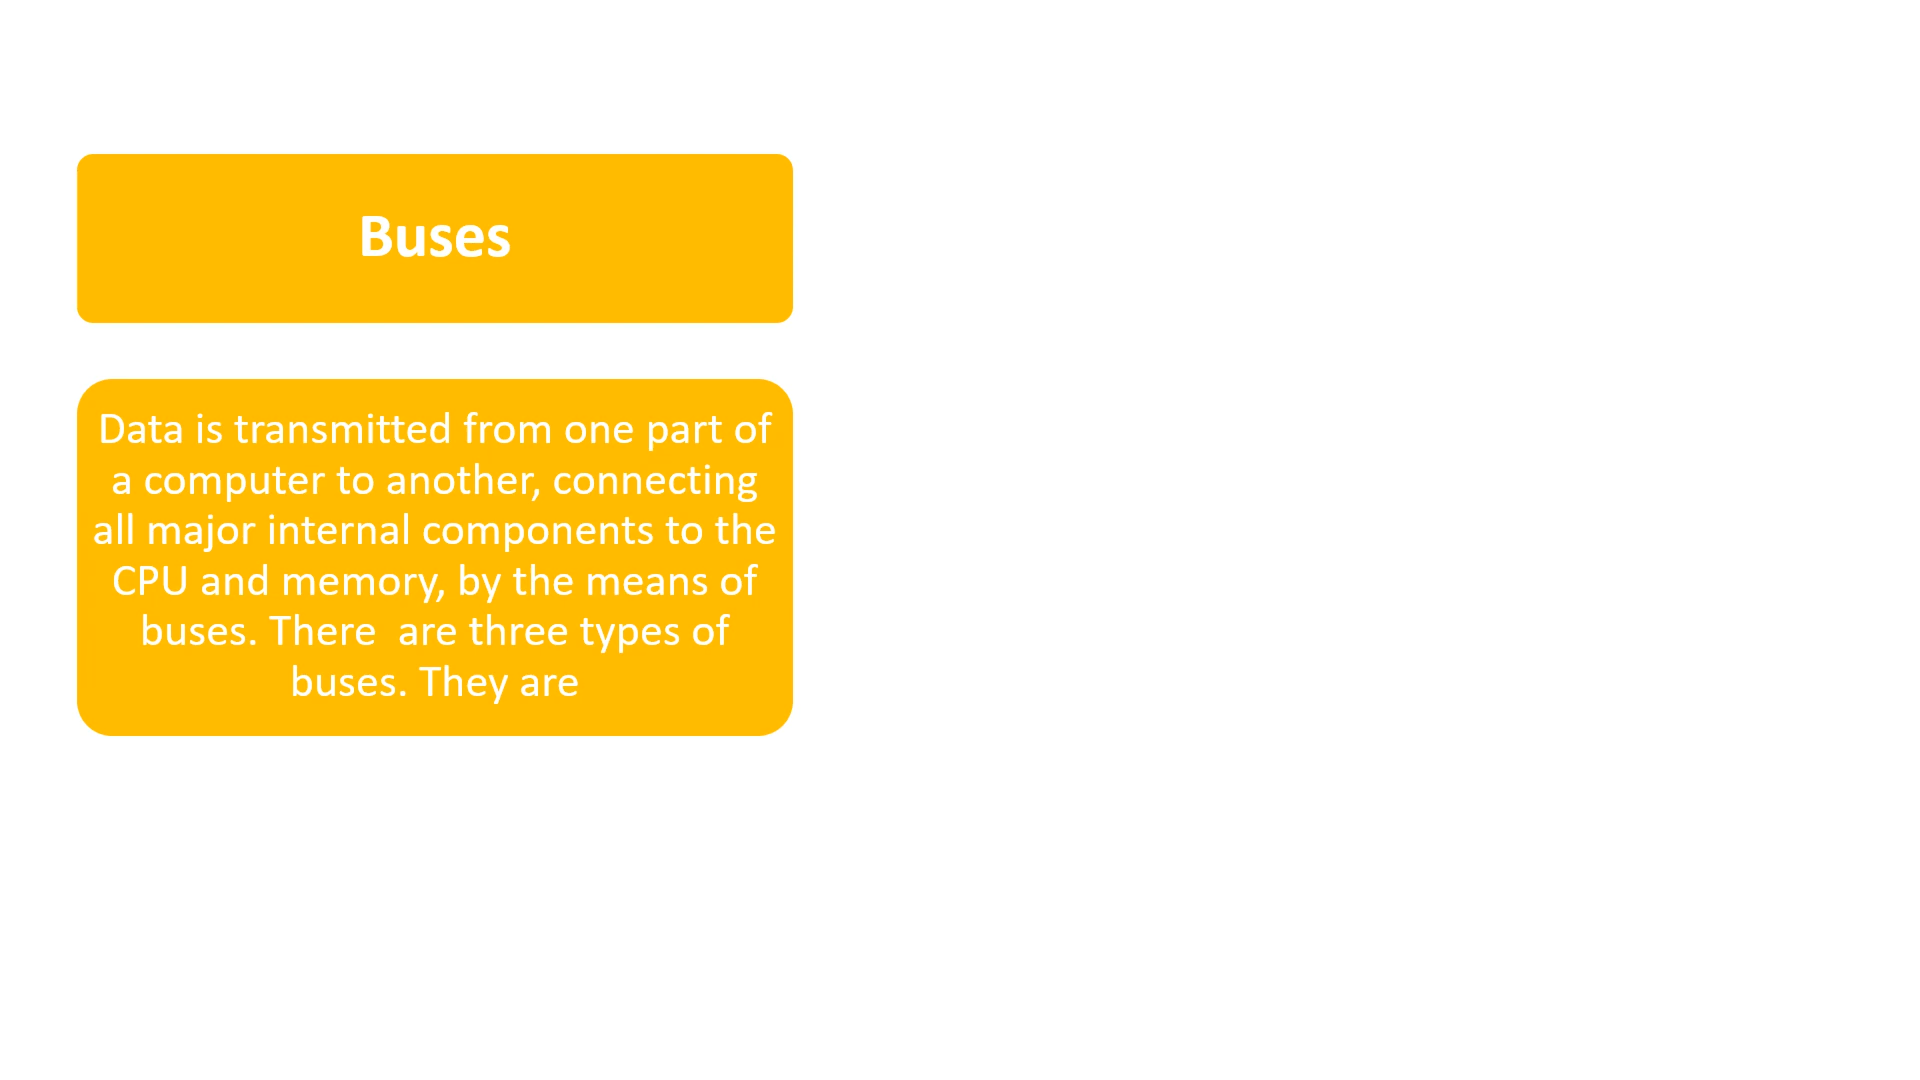 Buses
Data is transmitted from one part of
a computer to another, connecting
all major internal components to the
CPU and memory, by the means of
buses. There  are three types of
buses. They are